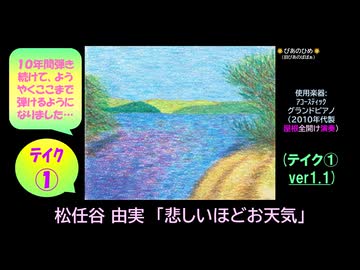 10年間弾き
続けて、よう
やくここまで
弾けるように
なりました…
テイク
①
☀ぴあのひめ☀
(旧ぴあのばばぁ)
使用楽器:
アコースティック
グランドピアノ
(2010年代製
屋根全開け演奏)
(テイク①
ver1.1)
松任谷 由実 「悲しいほどお天気」